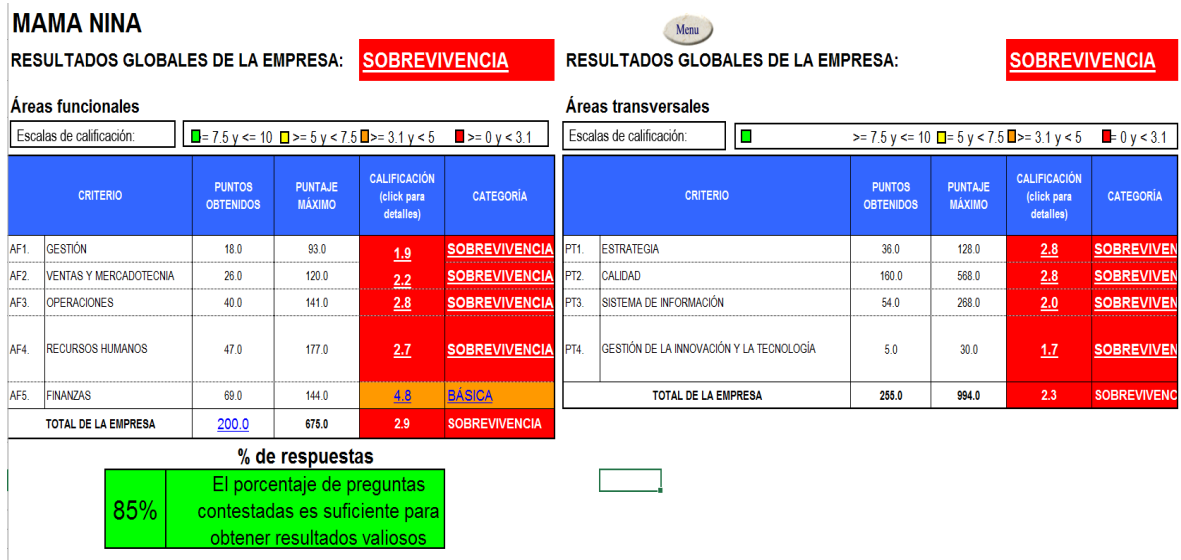 MAMA NINA
Menu
RESULTADOS GLOBALES DE LA EMPRESA: SOBREVIVENCIA
RESULTADOS GLOBALES DE LA EMPRESA: SOBREVIVENCIA
Áreas funcionales
Escalas de calificación: = 7.5 y <= 10 >= 5 y < 7.5 >= 3.1 y < 5 >= 0 y < 3.1
CRITERIO PUNTOS OBTENIDOS PUNTAJE MÁXIMO CALIFICACIÓN (click para detalles) CATEGORÍA
AF1. GESTIÓN 18.0 93.0 1.9 SOBREVIVENCIA
AF2. VENTAS Y MERCADOTECNIA 26.0 120.0 2.2 SOBREVIVENCIA
AF3. OPERACIONES 40.0 141.0 2.8 SOBREVIVENCIA
AF4. RECURSOS HUMANOS 47.0 177.0 2.7 SOBREVIVENCIA
AF5. FINANZAS 69.0 144.0 4.8 BÁSICA
TOTAL DE LA EMPRESA 200.0 675.0 2.9 SOBREVIVENCIA
% de respuestas
85% El porcentaje de preguntas
contestadas es suficiente para
obtener resultados valiosos
Áreas transversales
Escalas de calificación: >= 7.5 y <= 10 = 5 y < 7.5 >= 3.1 y < 5 = 0 y < 3.1
CRITERIO PUNTOS OBTENIDOS PUNTAJE MÁXIMO CALIFICACIÓN (click para detalles) CATEGORÍA
PT1. ESTRATEGIA 36.0 128.0 2.8 SOBREVIVEN
PT2. CALIDAD 160.0 568.0 2.8 SOBREVIVEN
PT3. SISTEMA DE INFORMACIÓN 54.0 268.0 2.0 SOBREVIVEN
PT4. GESTIÓN DE LA INNOVACIÓN Y LA TECNOLOGÍA 5.0 30.0 1.7 SOBREVIVEN
TOTAL DE LA EMPRESA 255.0 994.0 2.3 SOBREVIVENC